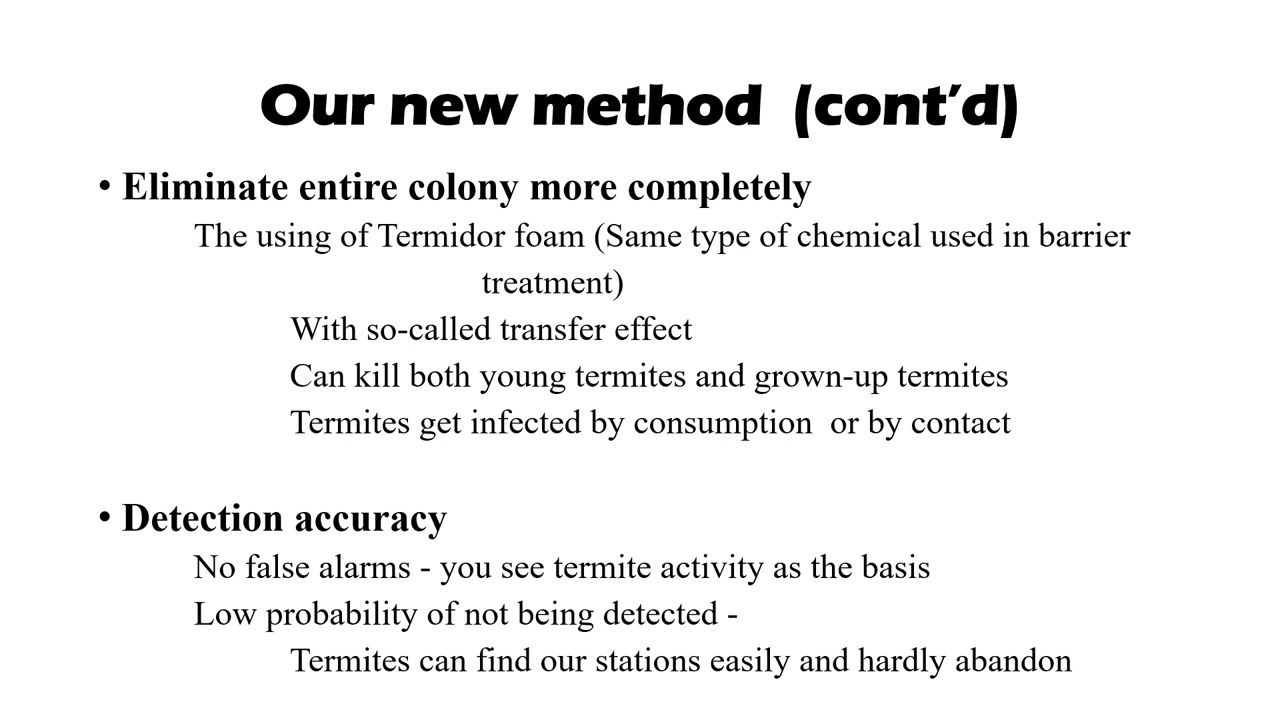 Our new method  (cont’d)
• Eliminate entire colony more completely
The using of Termidor foam (Same type of chemical used in barrier
treatment)
With so-called transfer effect
Can kill both young termites and grown-up termites
Termites get infected by consumption  or by contact
• Detection accuracy
No false alarms - you see termite activity as the basis
Low probability of not being detected -
Termites can find our stations easily and hardly abandon